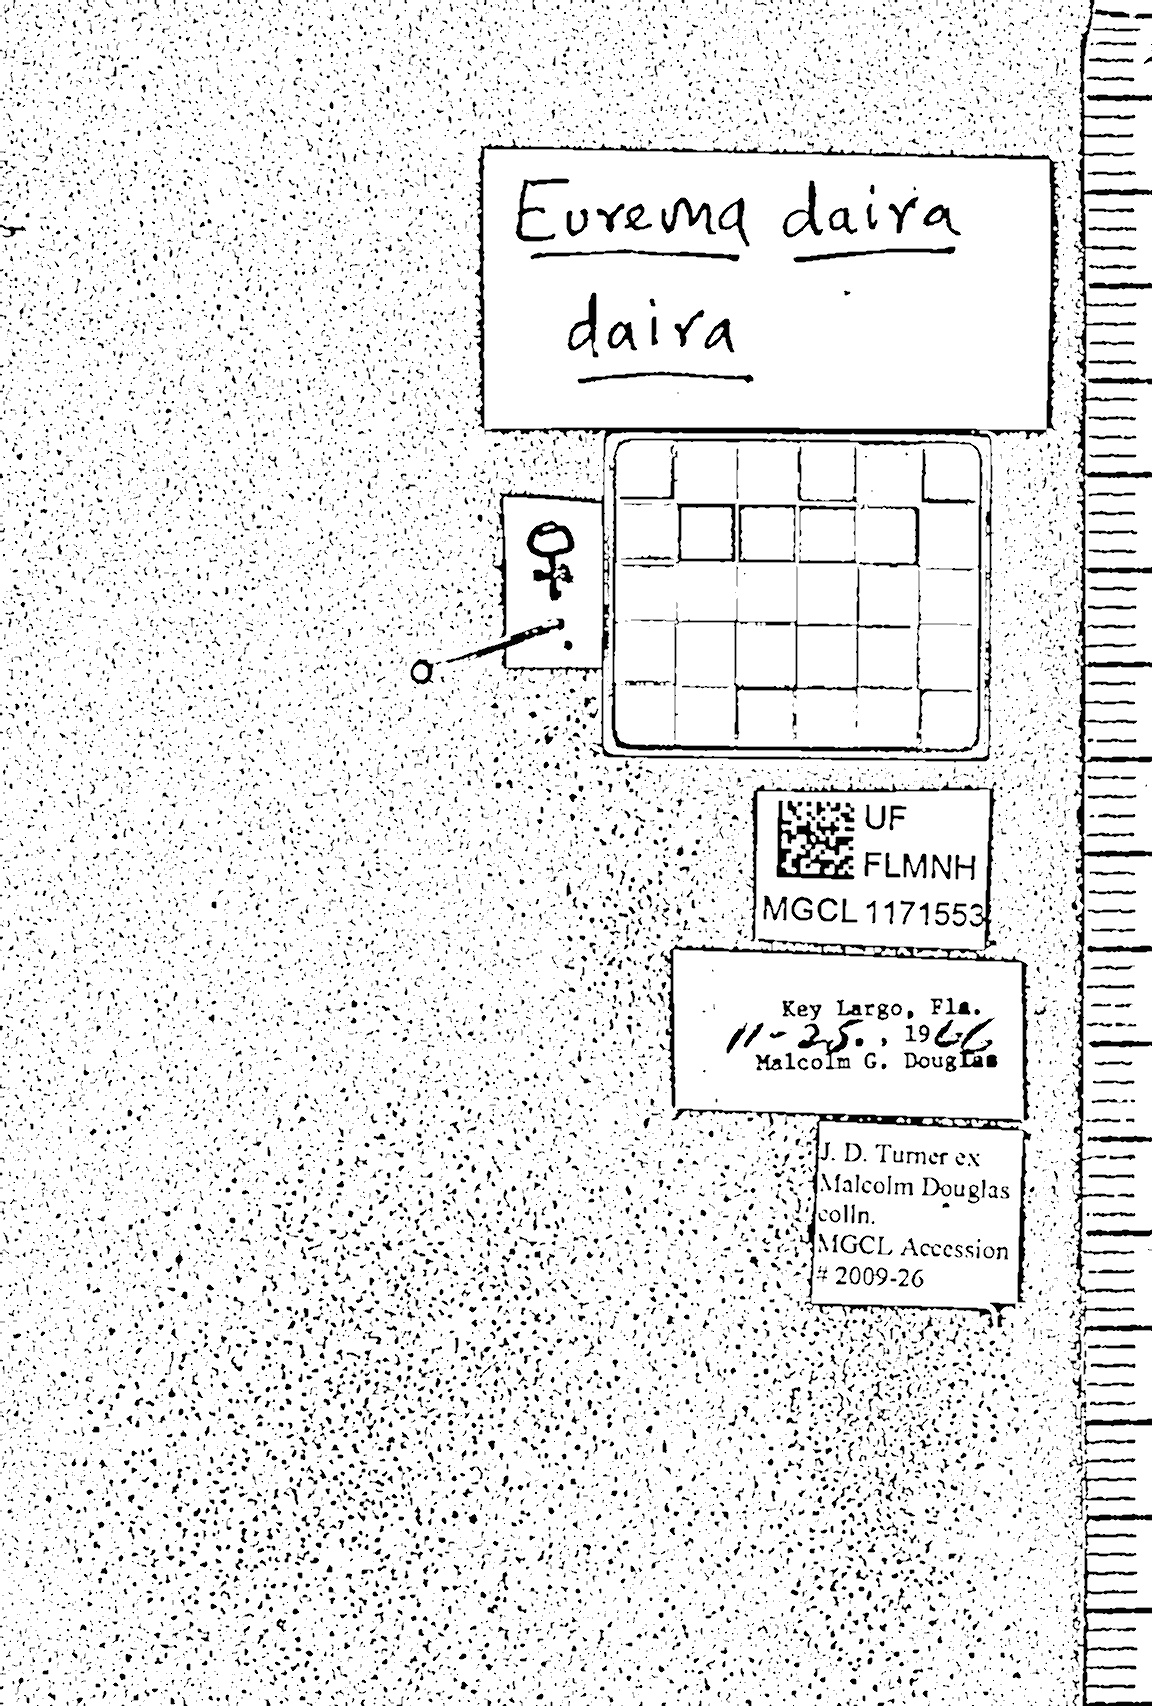 Eurema daira
daira
♀
UF
FLMNH
MGCL 1171553
Key Largo, Fla.
11-25., 1966
Malcolm G. Douglas
J. D. Turner ex
Malcolm Douglas
colln.
MGCL Accession
# 2009-26